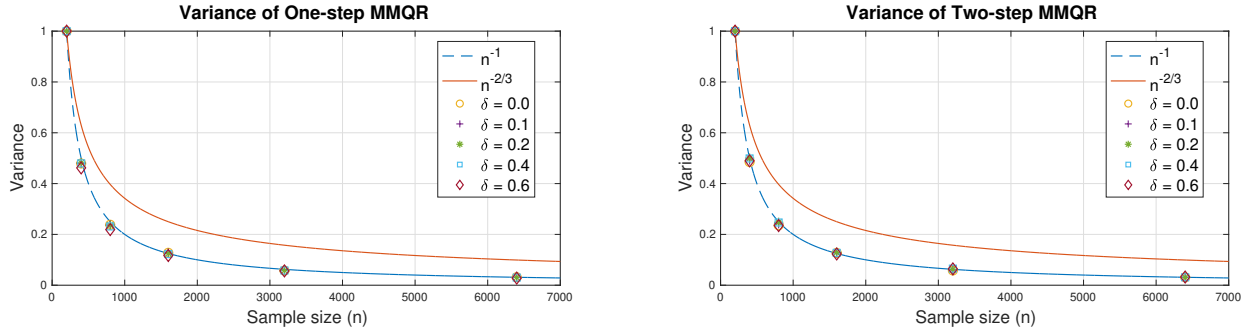 Variance of One-step MMQR
Variance
1
0.8
0.6
0.4
0.2
0
0 1000 2000 3000 4000 5000 6000 7000
Sample size (n)
n^-1
n^-2/3
δ = 0.0
δ = 0.1
δ = 0.2
δ = 0.4
δ = 0.6
Variance of Two-step MMQR
Variance
1
0.8
0.6
0.4
0.2
0
0 1000 2000 3000 4000 5000 6000 7000
Sample size (n)
n^-1
n^-2/3
δ = 0.0
δ = 0.1
δ = 0.2
δ = 0.4
δ = 0.6